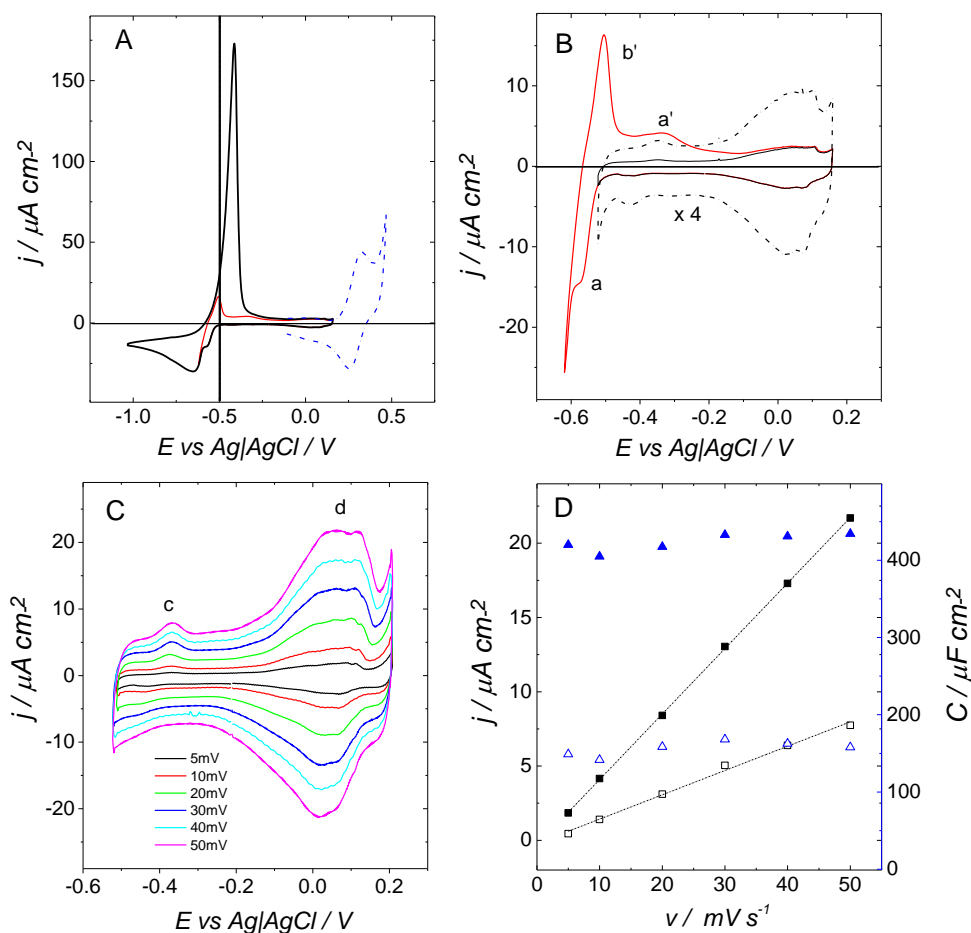 A
j / μA cm-2
150
100
50
0
-1.0
-0.5
0.0
0.5
E vs Ag|AgCl / V
B
b'
a'
a
x 4
j / μA cm-2
10
0
-10
-20
-0.6
-0.4
-0.2
0.0
0.2
E vs Ag|AgCl / V
C
c
d
j / μA cm-2
20
10
0
-10
-20
5mV
10mV
20mV
30mV
40mV
50mV
-0.6
-0.4
-0.2
0.0
0.2
E vs Ag|AgCl / V
D
j / μA cm-2
20
15
10
5
0
0
10
20
30
40
50
v / mV s-1
400
300
200
100
0
C / μF cm-2